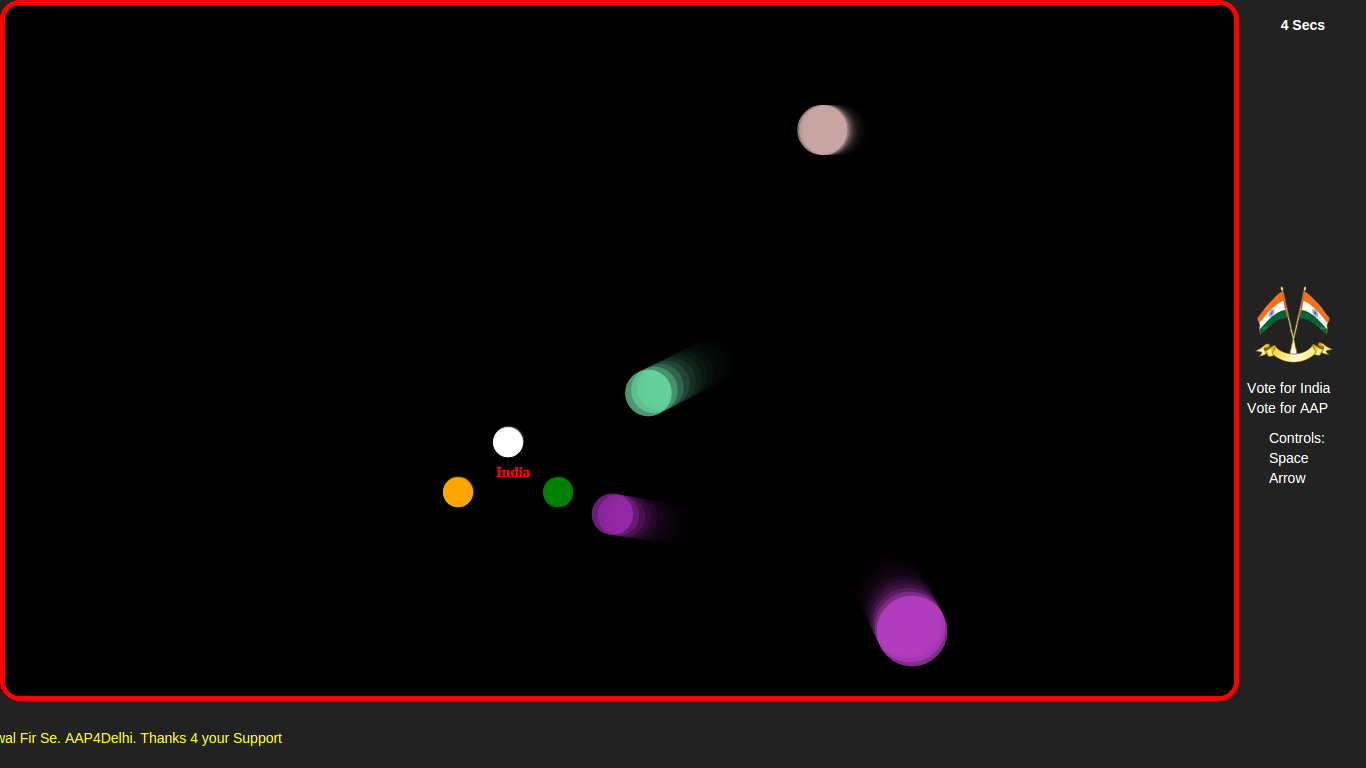 4 Secs
India
Vote for India
Vote for AAP
Controls:
Space
Arrow
Fir Se. AAP4Delhi. Thanks 4 your Support